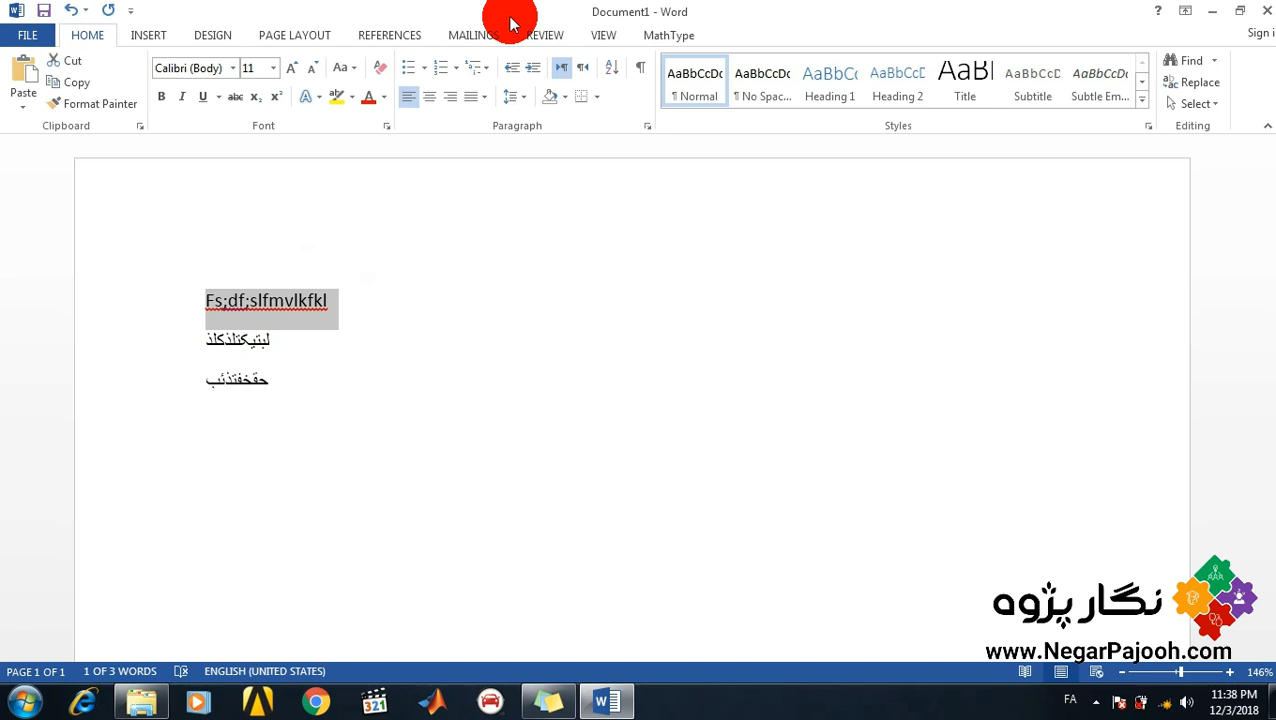 Document1 - Word
Sign i
FILE HOME INSERT DESIGN PAGE LAYOUT REFERENCES MAILINGS REVIEW VIEW MathType
Paste
Cut
Copy
Format Painter
Clipboard
Calibri (Body) 11
Font
Paragraph
AaBbCcDc AaBbCcDc AaBbCc AaBbCcD AaBl AaBbCcD AaBbCcDc
¶ Normal ¶ No Spac... Heading 1 Heading 2 Title Subtitle Subtle Em...
Styles
Find
Replace
Select
Editing
Fs;df;slfmvlkfkl
لبتیکتلذکلذ
حقخفتذئب
نگار پژوه
www.NegarPajooh.com
PAGE 1 OF 1 1 OF 3 WORDS ENGLISH (UNITED STATES) 146%
321
FA
11:38 PM
12/3/2018